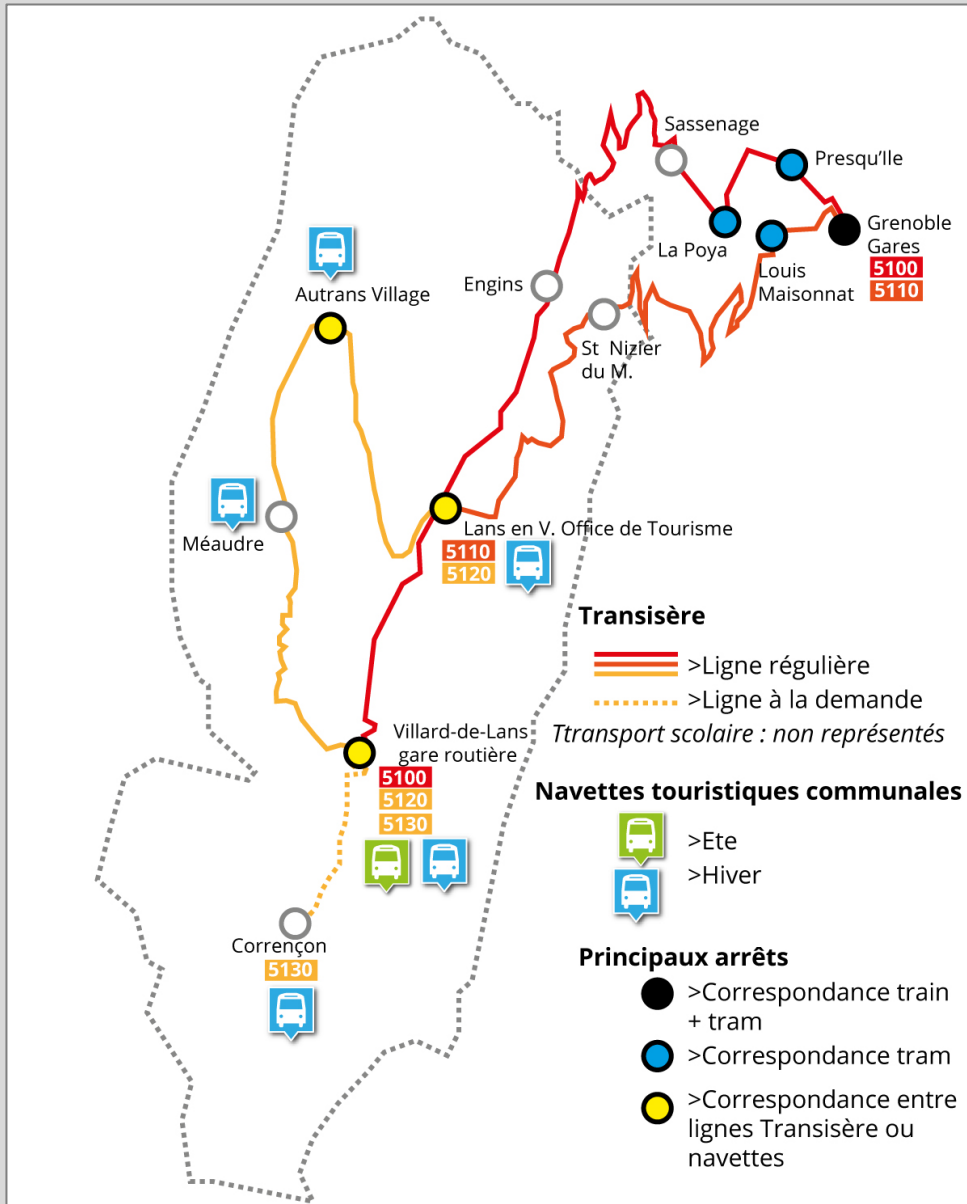 Sassenage
Presqu'Ile
La Poya
Louis
Maisonnat
Grenoble
Gares
5100
5110
Engins
St Nizier
du M.
Autrans Village
Méaudre
Lans en V. Office de Tourisme
5110
5120
Villard-de-Lans
gare routière
5100
5120
5130
Corrençon
5130
Transisère
>Ligne régulière
>Ligne à la demande
Ttransport scolaire : non représentés
Navettes touristiques communales
>Ete
>Hiver
Principaux arrêts
>Correspondance train
+ tram
>Correspondance tram
>Correspondance entre
lignes Transisère ou
navettes